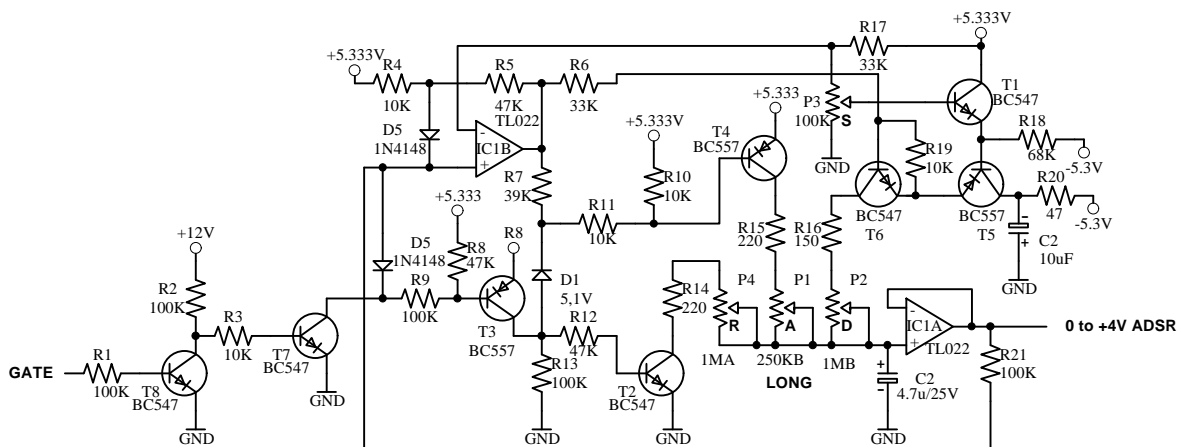 +5.333V
R17
33K
+5.333V
R4
10K
R5
47K
R6
33K
+5.333
P3
100K
S
T1
BC547
TL022
-
+
IC1B
D5
1N4148
+5.333V
T4
BC557
R18
68K
-5.3V
GND
R19
10K
R7
39K
R10
10K
R20
47
-5.3V
+5.333
R11
10K
R15
220
R16
150
BC547
T6
BC557
T5
-
+
C2
10uF
GND
+12V
D5
1N4148
R8
47K
R8
D1
5,1V
R2
100K
R9
100K
T3
BC557
R14
220
P4
R
P1
A
P2
D
R3
10K
R12
47K
-
+
IC1A
TL022
0 to +4V ADSR
T7
BC547
R13
100K
1MA
250KB
1MB
LONG
R21
100K
GATE
R1
100K
T8
BC547
GND
T2
BC547
+
-
C2
4.7u/25V
GND
GND
GND
GND